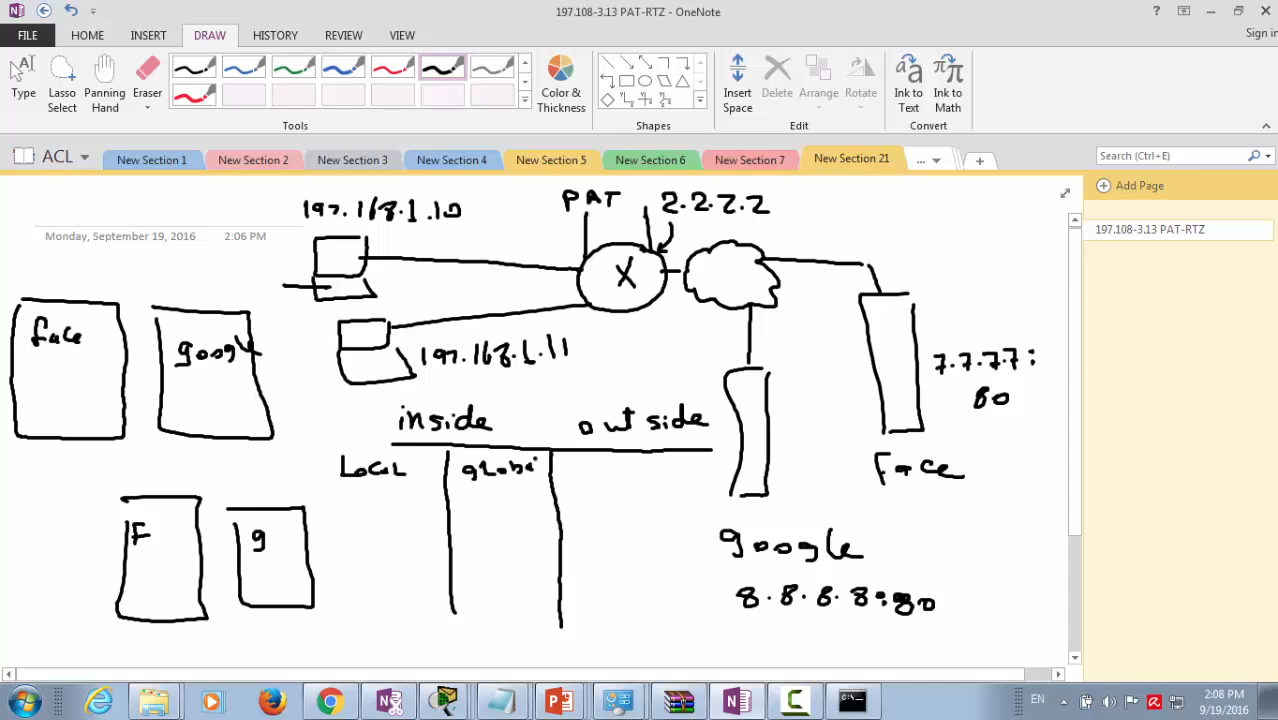 197.108-3.13 PAT-RTZ - OneNote
Sign in
FILE
HOME
INSERT
DRAW
HISTORY
REVIEW
VIEW
Type
Lasso Select
Panning Hand
Eraser
Color & Thickness
Insert Space
Delete
Arrange
Rotate
Ink to Text
Ink to Math
Tools
Shapes
Edit
Convert
ACL
New Section 1
New Section 2
New Section 3
New Section 4
New Section 5
New Section 6
New Section 7
New Section 21
...
Search (Ctrl+E)
Add Page
197.108-3.13 PAT-RTZ
Monday, September 19, 2016 2:06 PM
192.168.1.10
PAT
2.2.2.2
X
face
googl
192.168.1.11
7.7.7.7:
80
inside
outside
Face
Local
global
F
g
google
8.8.8.8:80
EN
2:08 PM
9/19/2016